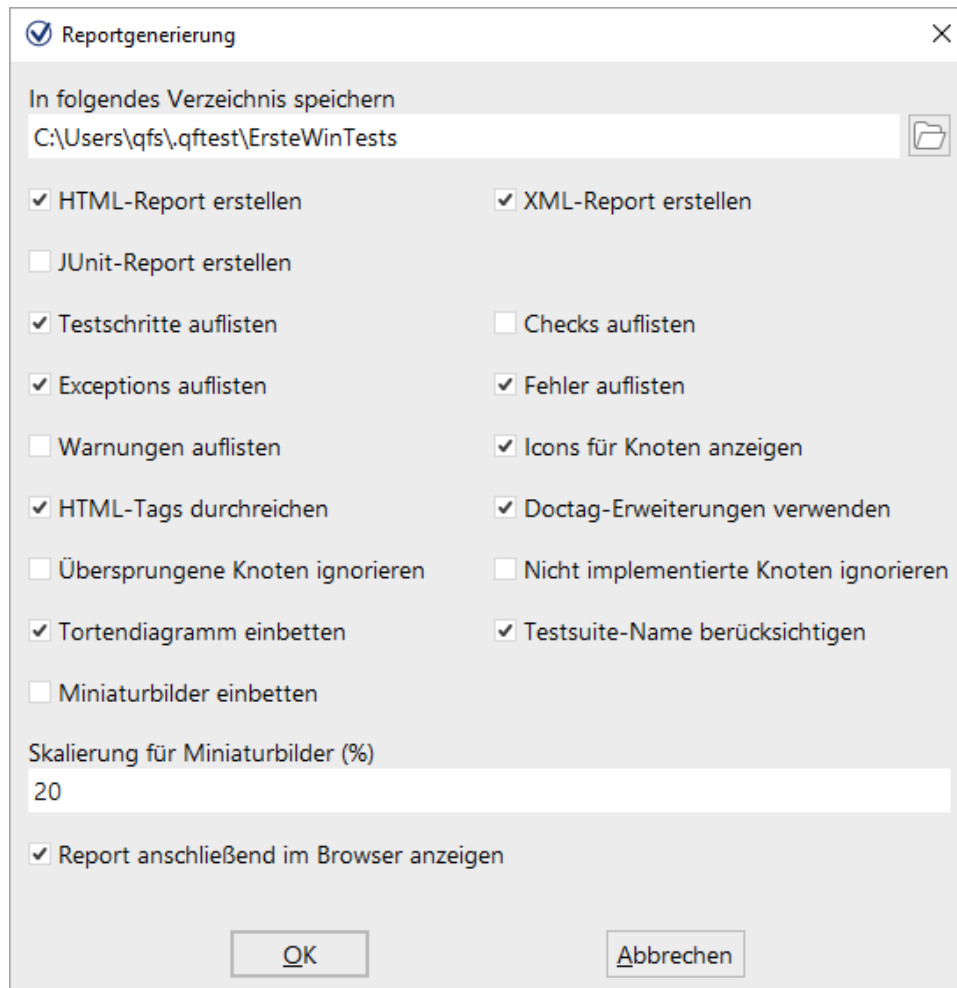 Reportgenerierung
In folgendes Verzeichnis speichern
C:\Users\qfs\.qftest\ErsteWinTests
HTML-Report erstellen XML-Report erstellen
JUnit-Report erstellen
Testschritte auflisten Checks auflisten
Exceptions auflisten Fehler auflisten
Warnungen auflisten Icons für Knoten anzeigen
HTML-Tags durchreichen Doctag-Erweiterungen verwenden
Übersprungene Knoten ignorieren Nicht implementierte Knoten ignorieren
Tortendiagramm einbetten Testsuite-Name berücksichtigen
Miniaturbilder einbetten
Skalierung für Miniaturbilder (%)
20
Report anschließend im Browser anzeigen
OK Abbrechen